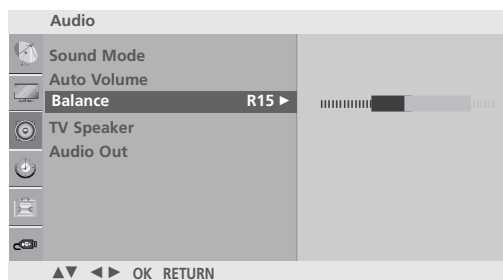 Audio
Sound Mode
Auto Volume
Balance R15 ►
TV Speaker
Audio Out
▲▼ ◄► OK RETURN